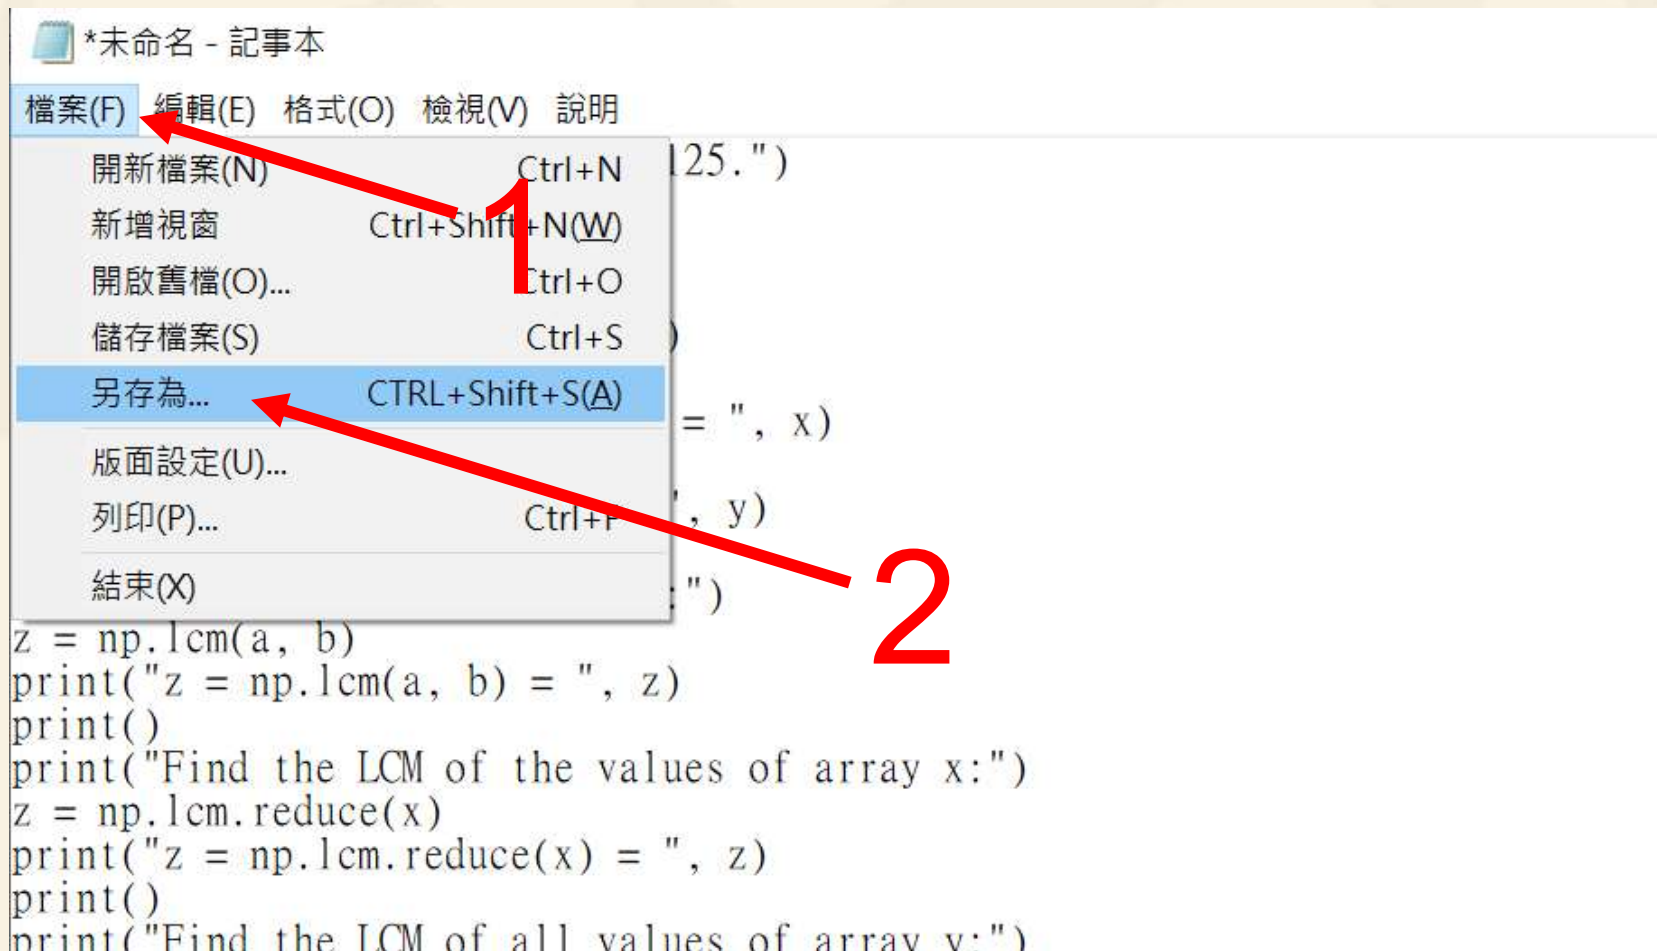 *未命名 - 記事本
檔案(F) 編輯(E) 格式(O) 檢視(V) 說明
開新檔案(N) Ctrl+N
新增視窗 Ctrl+Shift+N(W)
開啟舊檔(O)... Ctrl+O
儲存檔案(S) Ctrl+S
另存為... CTRL+Shift+S(A)
版面設定(U)...
列印(P)... Ctrl+P
結束(X)
1
2
125.")
)
= ", x)
", y)
:")
z = np.lcm(a, b)
print("z = np.lcm(a, b) = ", z)
print()
print("Find the LCM of the values of array x:")
z = np.lcm.reduce(x)
print("z = np.lcm.reduce(x) = ", z)
print()
print("Find the LCM of all values of array y:")